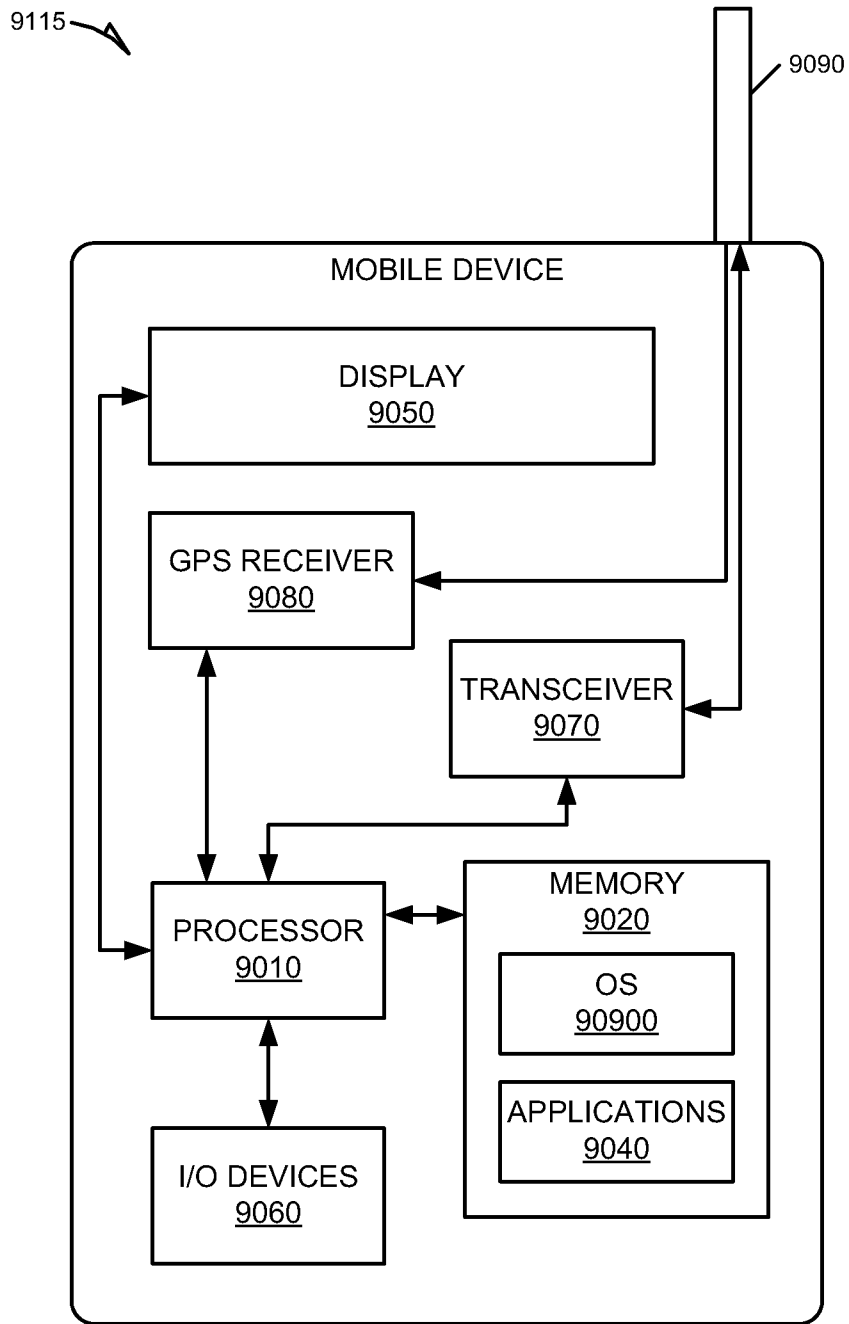 9115
9090
MOBILE DEVICE
DISPLAY
9050
GPS RECEIVER
9080
TRANSCEIVER
9070
PROCESSOR
9010
MEMORY
9020
OS
90900
APPLICATIONS
9040
I/O DEVICES
9060